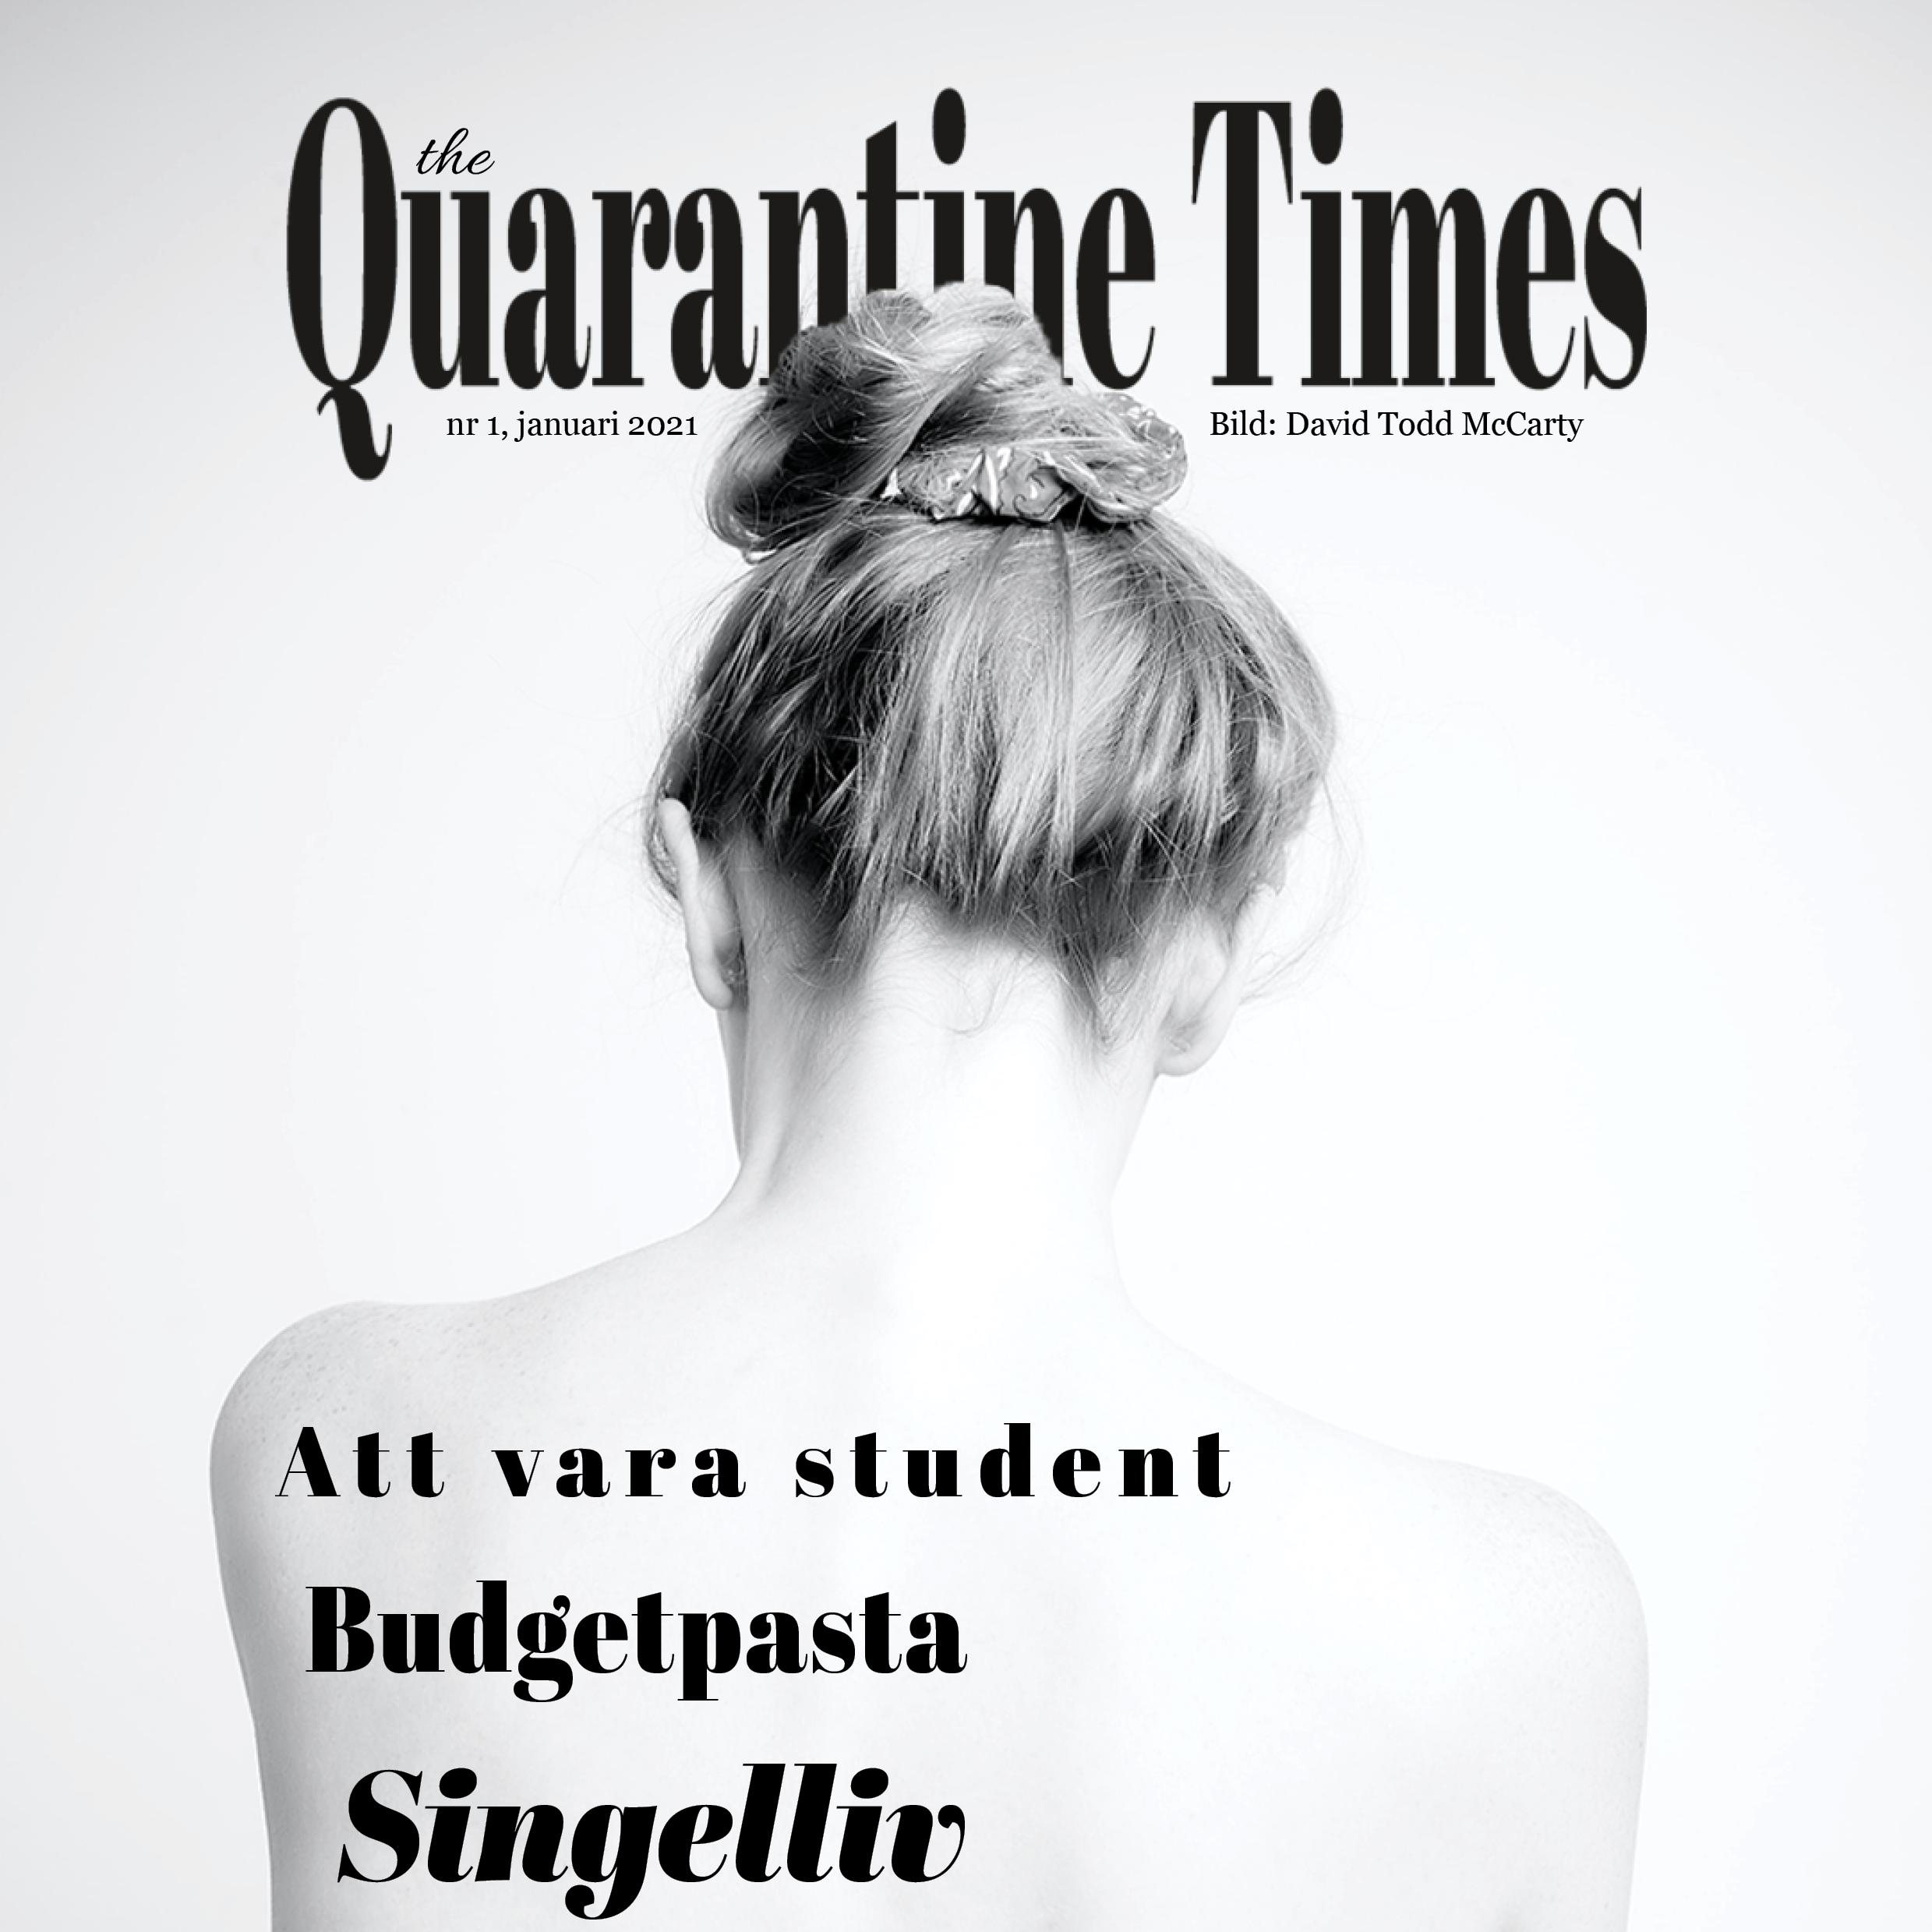 the
Quarantine Times
nr 1, januari 2021
Bild: David Todd McCarty
Att vara student
Budgetpasta
Singelliv